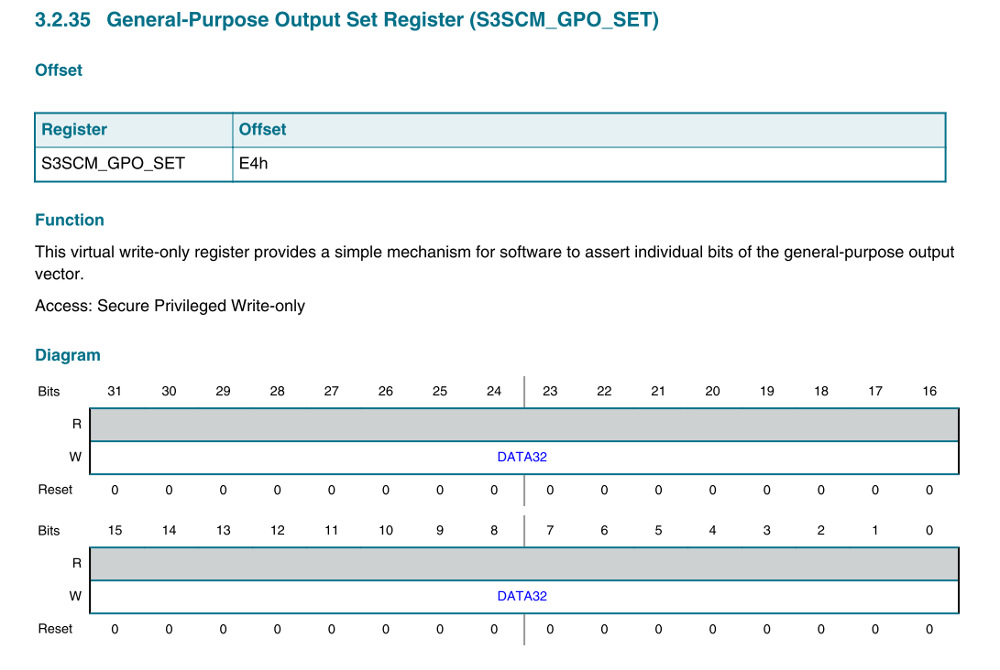 3.2.35 General-Purpose Output Set Register (S3SCM_GPO_SET)
Offset
Register Offset
S3SCM_GPO_SET E4h
Function
This virtual write-only register provides a simple mechanism for software to assert individual bits of the general-purpose output
vector.
Access: Secure Privileged Write-only
Diagram
Bits 31 30 29 28 27 26 25 24 23 22 21 20 19 18 17 16
R
W DATA32
Reset 0 0 0 0 0 0 0 0 0 0 0 0 0 0 0 0
Bits 15 14 13 12 11 10 9 8 7 6 5 4 3 2 1 0
R
W DATA32
Reset 0 0 0 0 0 0 0 0 0 0 0 0 0 0 0 0